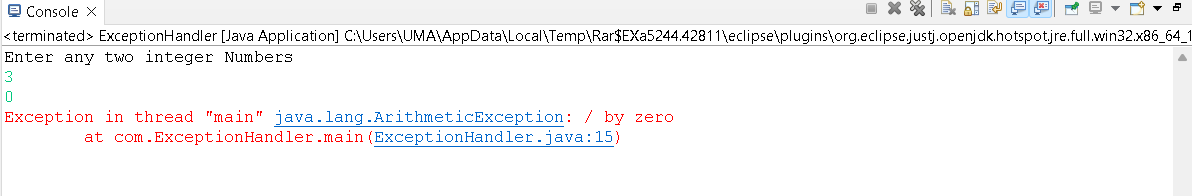 Console
<terminated> ExceptionHandler [Java Application] C:\Users\UMA\AppData\Local\Temp\Rar$EXa5244.42811\eclipse\plugins\org.eclipse.justj.openjdk.hotspot.jre.full.win32.x86_64_1
Enter any two integer Numbers
3
0
Exception in thread "main" java.lang.ArithmeticException: / by zero
at com.ExceptionHandler.main(ExceptionHandler.java:15)